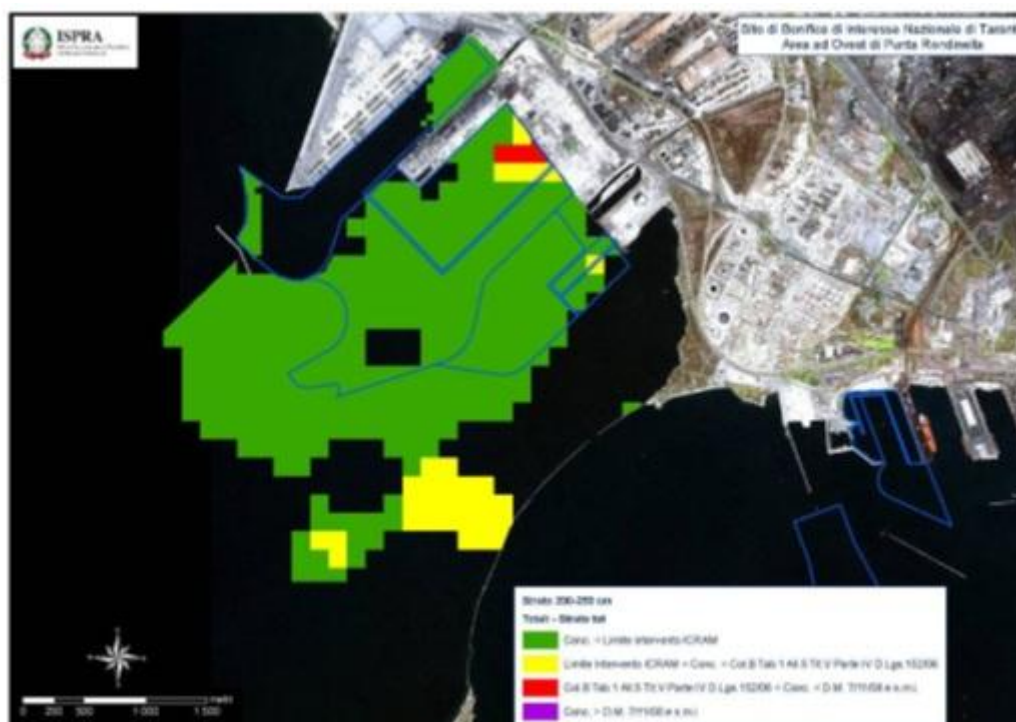 ISPRA
Sito di Bonifica di Interesse Nazionale di Taranto
Area ad Ovest di Punta Rondinella
Strato 200-250 cm
Conc. < Limite intervento ICRAM
Limite intervento ICRAM < Conc. < Col.B Tab 1 All.5 Tit.V Parte IV D.Lgs.152/06
Col.B Tab 1 All.5 Tit.V Parte IV D.Lgs.152/06 < Conc. < D.M. 7/11/08 e s.m.i.
Conc. > D.M. 7/11/08 e s.m.i.
0 250 500 1 000 1 500